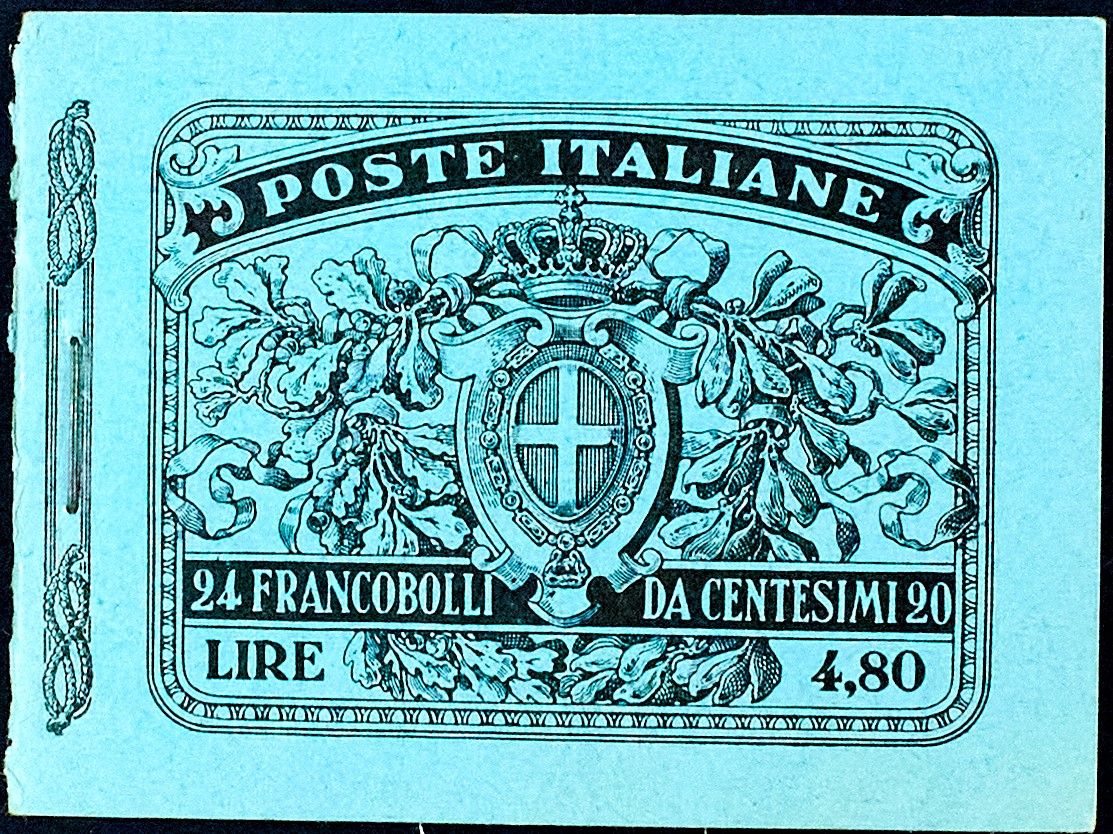 POSTE ITALIANE
24 FRANCOBOLLI DA CENTESIMI 20
LIRE 4,80